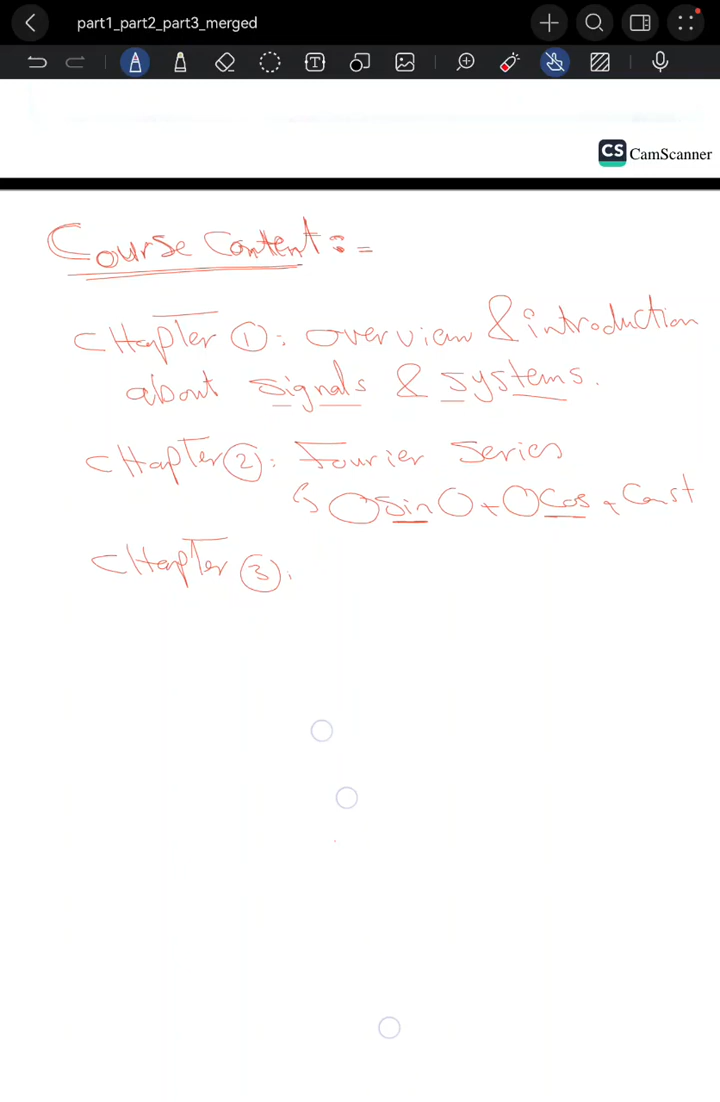 part1_part2_part3_merged
CS CamScanner
Course Content :=
CHapter ①: overview & introduction
about signals & systems.
CHapter ②: Fourier Series
↳ O sin O + O cos + Const
CHapter ③: